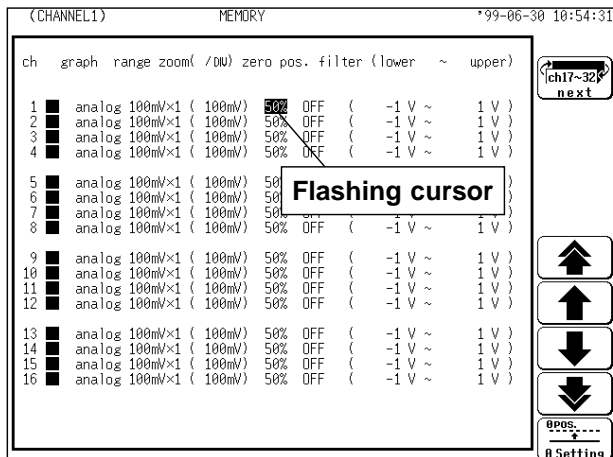 (CHANNEL1) MEMORY '99-06-30 10:54:31
ch graph range zoom( /DIV) zero pos. filter (lower ~ upper)
ch17~32
next
1 analog 100mV×1 ( 100mV) 50% OFF ( -1 V ~ 1 V )
2 analog 100mV×1 ( 100mV) 50% OFF ( -1 V ~ 1 V )
3 analog 100mV×1 ( 100mV) 50% OFF ( -1 V ~ 1 V )
4 analog 100mV×1 ( 100mV) 50% OFF ( -1 V ~ 1 V )
5 analog 100mV×1 ( 100mV) 50 )
6 analog 100mV×1 ( 100mV) 50 )
7 analog 100mV×1 ( 100mV) 50 )
Flashing cursor
8 analog 100mV×1 ( 100mV) 50% OFF ( -1 V ~ 1 V )
9 analog 100mV×1 ( 100mV) 50% OFF ( -1 V ~ 1 V )
10 analog 100mV×1 ( 100mV) 50% OFF ( -1 V ~ 1 V )
11 analog 100mV×1 ( 100mV) 50% OFF ( -1 V ~ 1 V )
12 analog 100mV×1 ( 100mV) 50% OFF ( -1 V ~ 1 V )
13 analog 100mV×1 ( 100mV) 50% OFF ( -1 V ~ 1 V )
14 analog 100mV×1 ( 100mV) 50% OFF ( -1 V ~ 1 V )
15 analog 100mV×1 ( 100mV) 50% OFF ( -1 V ~ 1 V )
16 analog 100mV×1 ( 100mV) 50% OFF ( -1 V ~ 1 V )
0POS.
0 Setting